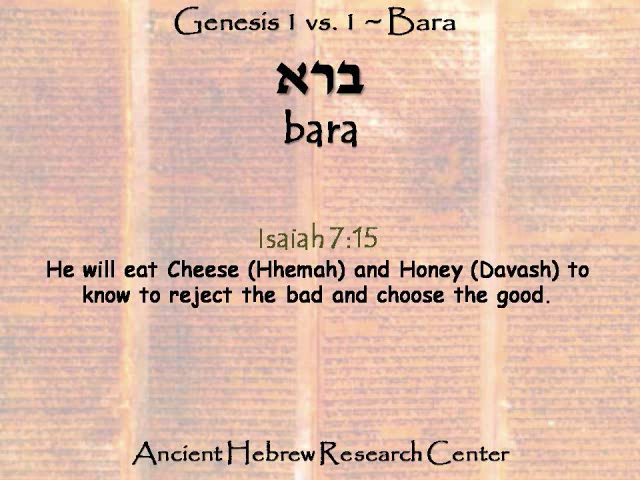 Genesis 1 vs. 1 ~ Bara
ברא
bara
Isaiah 7:15
He will eat Cheese (Hhemah) and Honey (Davash) to
know to reject the bad and choose the good.
Ancient Hebrew Research Center